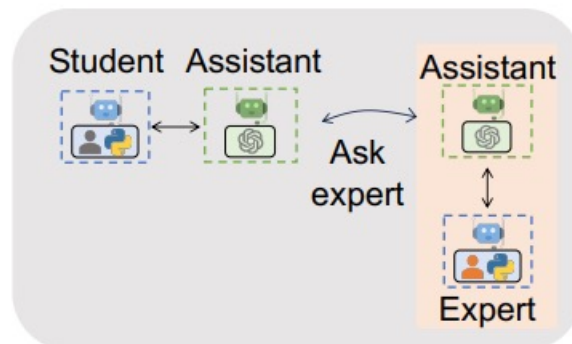 Student Assistant
Assistant
Ask
expert
Expert